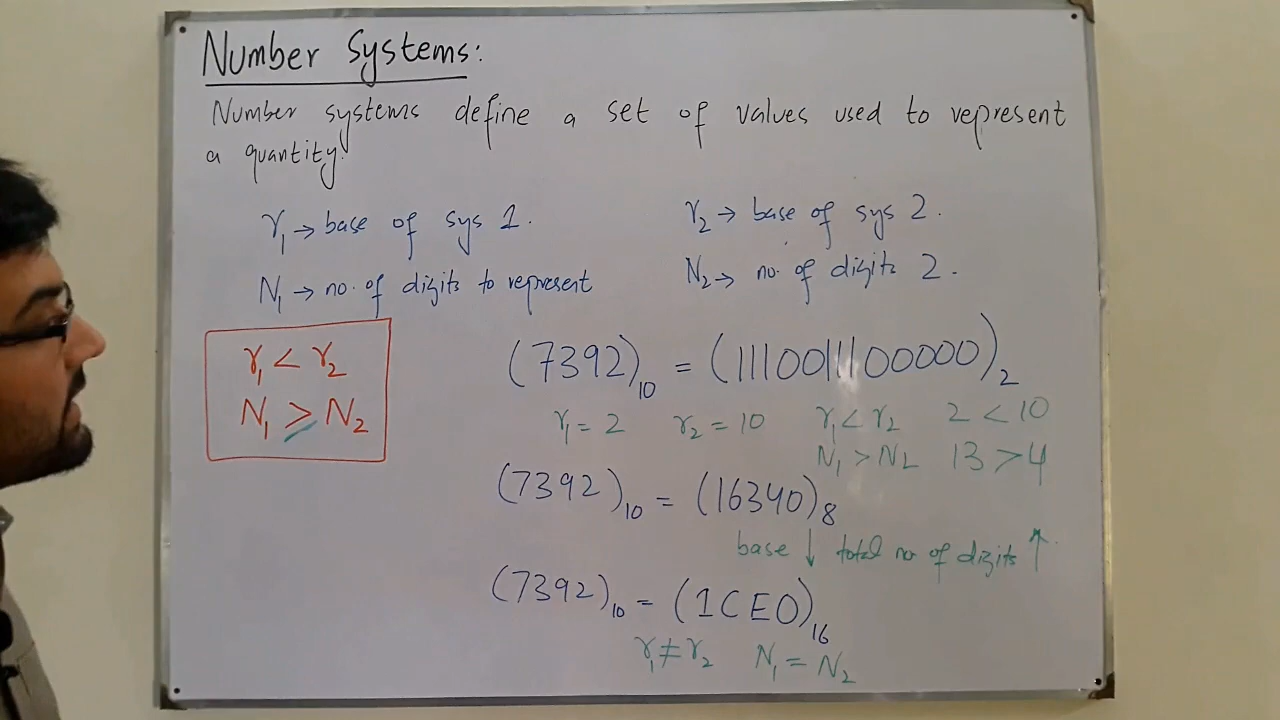 Number Systems:
Number systems define a set of values used to represent
a quantity.
r₁ → base of sys 1.
r₂ → base of sys 2.
N₁ → no. of digits to represent
N₂ → no. of digits 2.
r₁ < r₂
N₁ ≥ N₂
(7392)₁₀ = (1110011100000)₂
r₁ = 2 r₂ = 10 r₁ < r₂ 2 < 10
N₁ > N₂ 13 > 4
(7392)₁₀ = (16340)₈
base ↓ total no of digits ↑
(7392)₁₀ = (1CE0)₁₆
r₁ ≠ r₂ N₁ = N₂